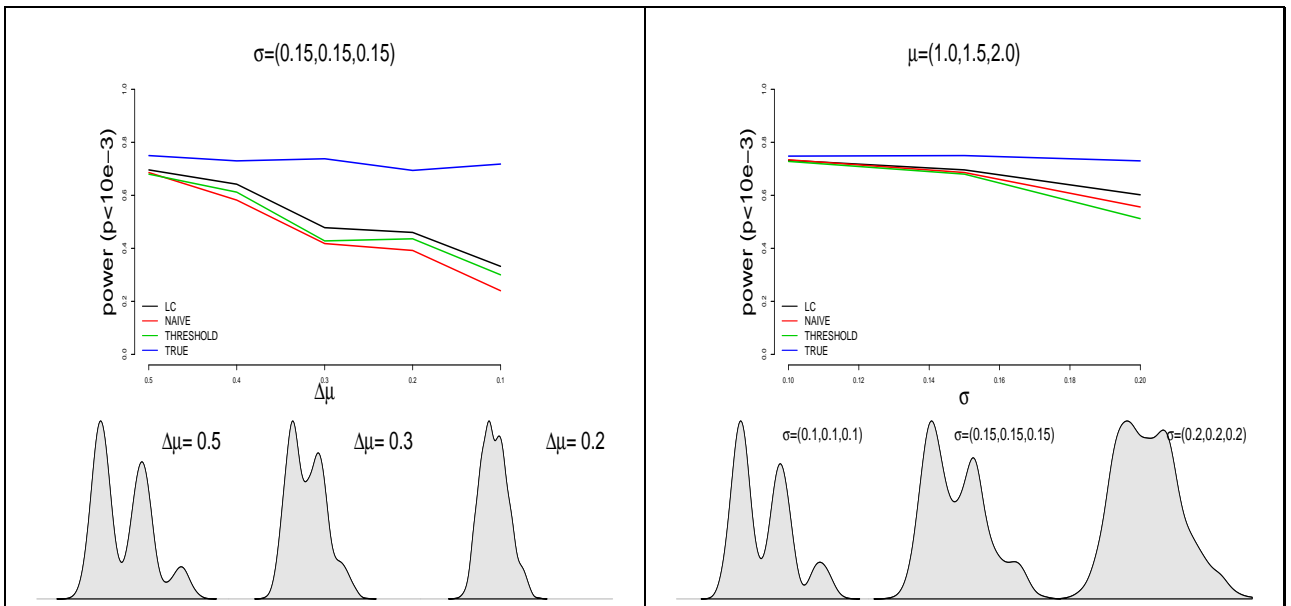 σ=(0.15,0.15,0.15)
power (p<10e−3)
1.0
0.8
0.6
0.4
0.2
0.0
LC
NAIVE
THRESHOLD
TRUE
0.5 0.4 0.3 0.2 0.1
Δμ
Δμ= 0.5 Δμ= 0.3 Δμ= 0.2
μ=(1.0,1.5,2.0)
power (p<10e−3)
1.0
0.8
0.6
0.4
0.2
0.0
LC
NAIVE
THRESHOLD
TRUE
0.10 0.12 0.14 0.16 0.18 0.20
σ
σ=(0.1,0.1,0.1) σ=(0.15,0.15,0.15) σ=(0.2,0.2,0.2)